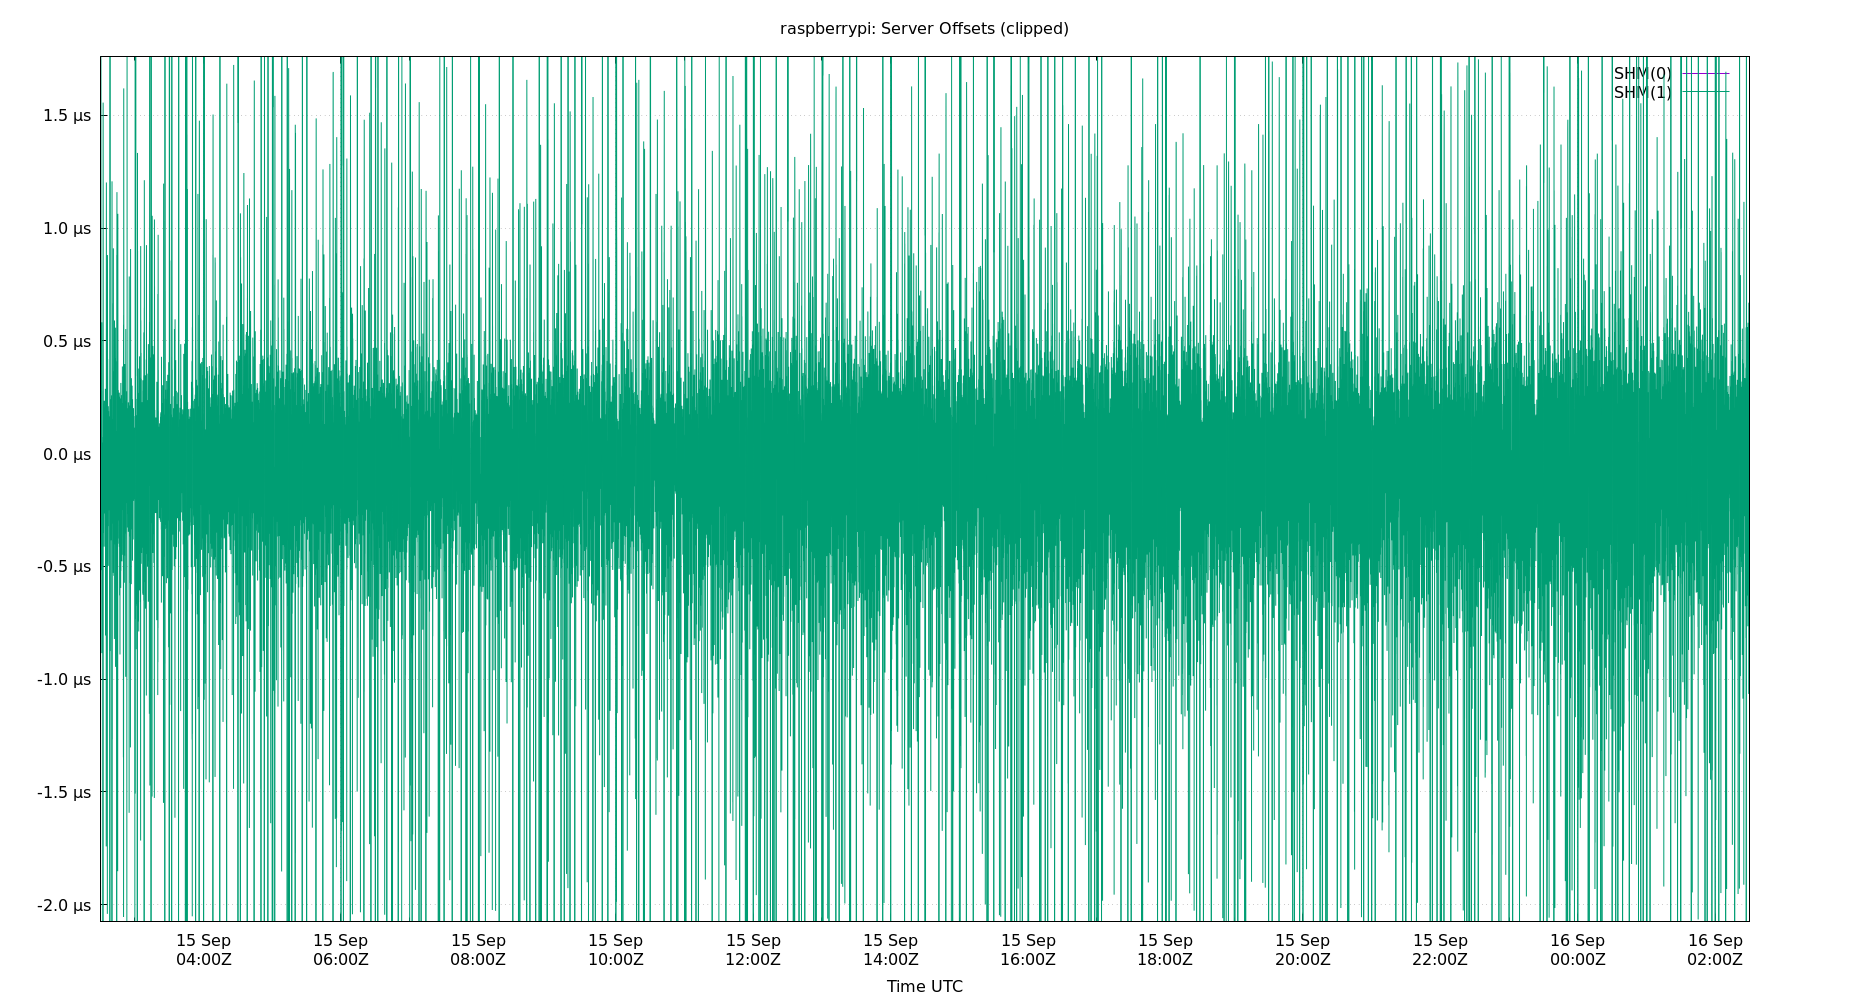 raspberrypi: Server Offsets (clipped)
SHM(0)
SHM(1)
1.5 µs
1.0 µs
0.5 µs
0.0 µs
-0.5 µs
-1.0 µs
-1.5 µs
-2.0 µs
15 Sep 15 Sep 15 Sep 15 Sep 15 Sep 15 Sep 15 Sep 15 Sep 15 Sep 15 Sep 16 Sep 16 Sep
04:00Z 06:00Z 08:00Z 10:00Z 12:00Z 14:00Z 16:00Z 18:00Z 20:00Z 22:00Z 00:00Z 02:00Z
Time UTC